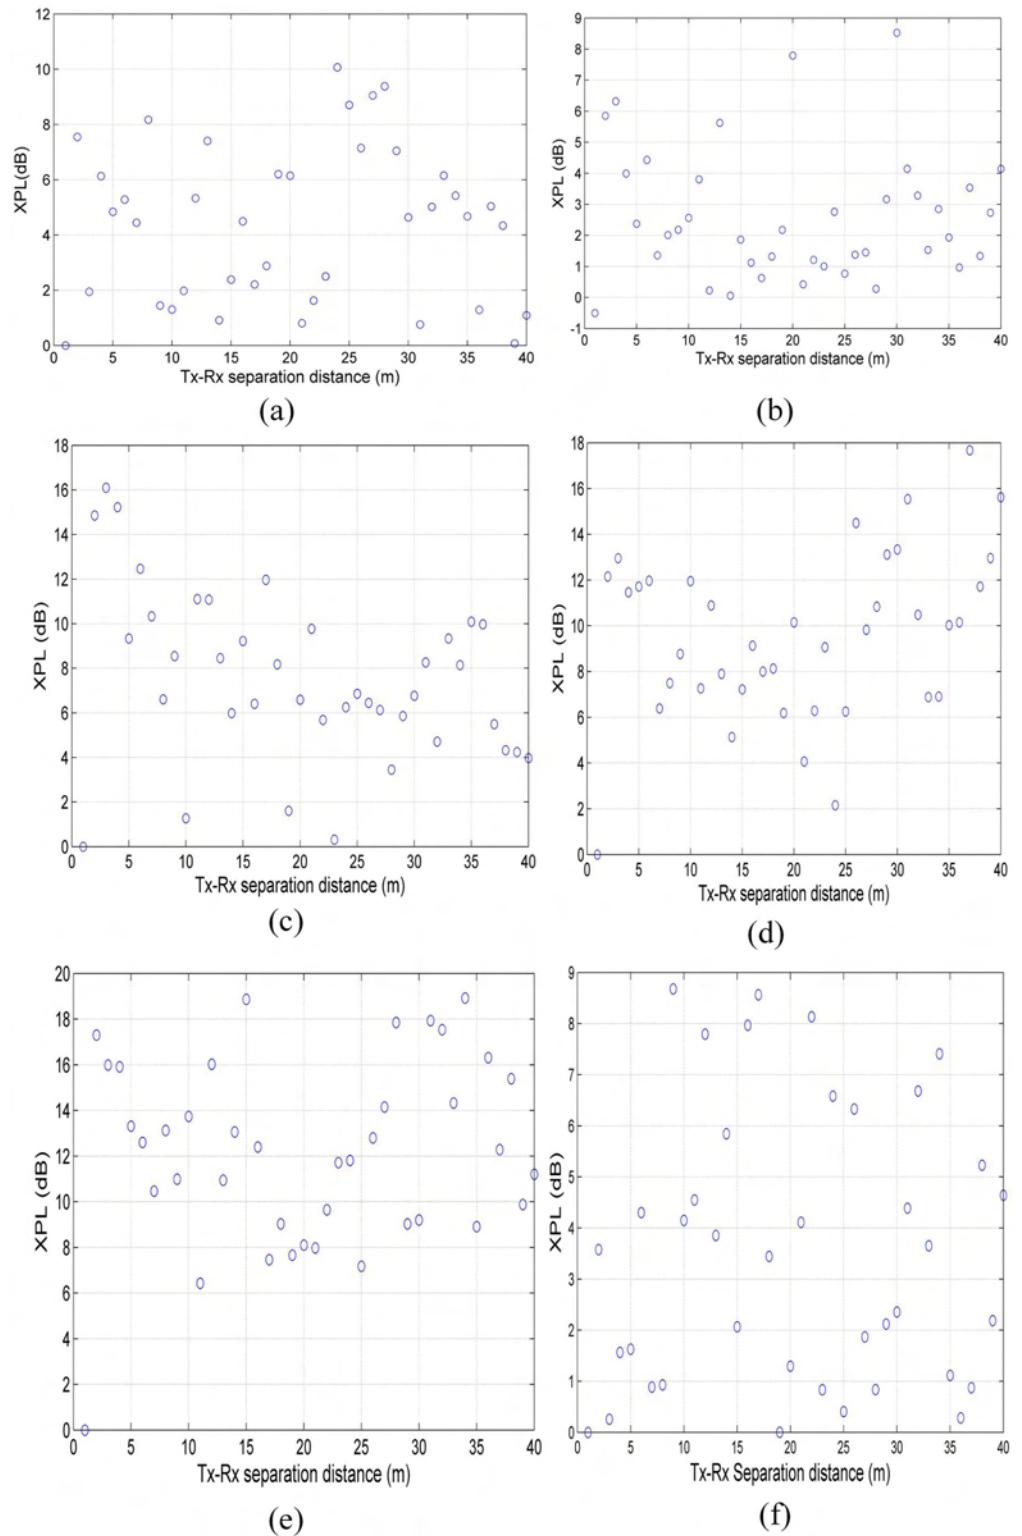 12
10
8
6
4
2
0
XPL(dB)
0 5 10 15 20 25 30 35 40
Tx-Rx separation distance (m)
(a)
9
8
7
6
5
4
3
2
1
0
-1
XPL (dB)
0 5 10 15 20 25 30 35 40
Tx-Rx separation distance (m)
(b)
18
16
14
12
10
8
6
4
2
0
XPL (dB)
0 5 10 15 20 25 30 35 40
Tx-Rx separation distance (m)
(c)
18
16
14
12
10
8
6
4
2
0
XPL (dB)
0 5 10 15 20 25 30 35 40
Tx-Rx separation distance (m)
(d)
20
18
16
14
12
10
8
6
4
2
0
XPL (dB)
0 5 10 15 20 25 30 35 40
Tx-Rx separation distance (m)
(e)
9
8
7
6
5
4
3
2
1
0
XPL (dB)
0 5 10 15 20 25 30 35 40
Tx-Rx Separation distance (m)
(f)